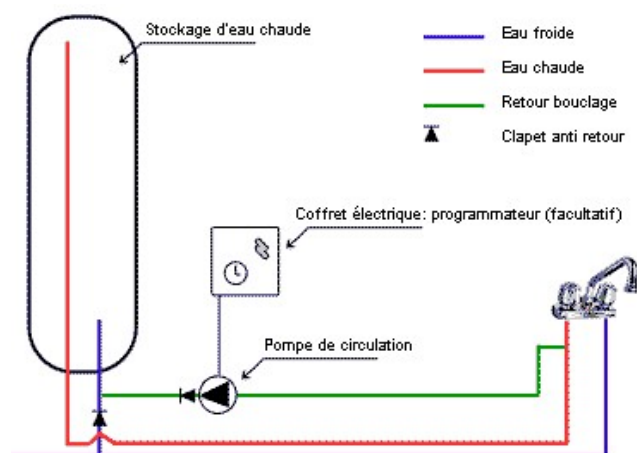 Stockage d'eau chaude
Eau froide
Eau chaude
Retour bouclage
Clapet anti retour
Coffret électrique: programmateur (facultatif)
Pompe de circulation